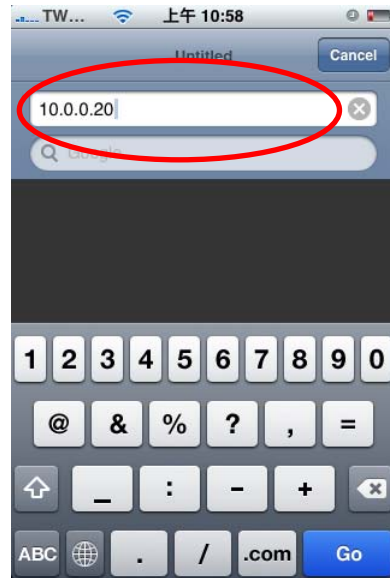 TW... 上午 10:58
Untitled Cancel
10.0.0.20
Google
1 2 3 4 5 6 7 8 9 0
@ & % ? , =
_ : - +
ABC . / .com Go